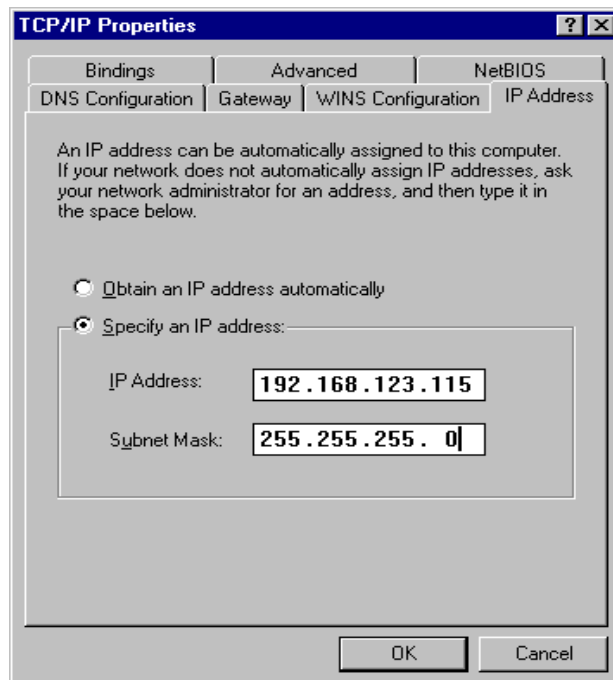 TCP/IP Properties
Bindings Advanced NetBIOS
DNS Configuration Gateway WINS Configuration IP Address
An IP address can be automatically assigned to this computer.
If your network does not automatically assign IP addresses, ask
your network administrator for an address, and then type it in
the space below.
Obtain an IP address automatically
Specify an IP address:
IP Address: 192.168.123.115
Subnet Mask: 255.255.255. 0
OK Cancel